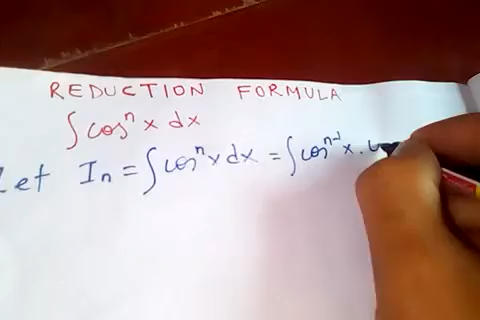 REDUCTION FORMULA
∫cosⁿ x dx
Let Iₙ = ∫cosⁿ x dx = ∫cosⁿ⁻¹ x .